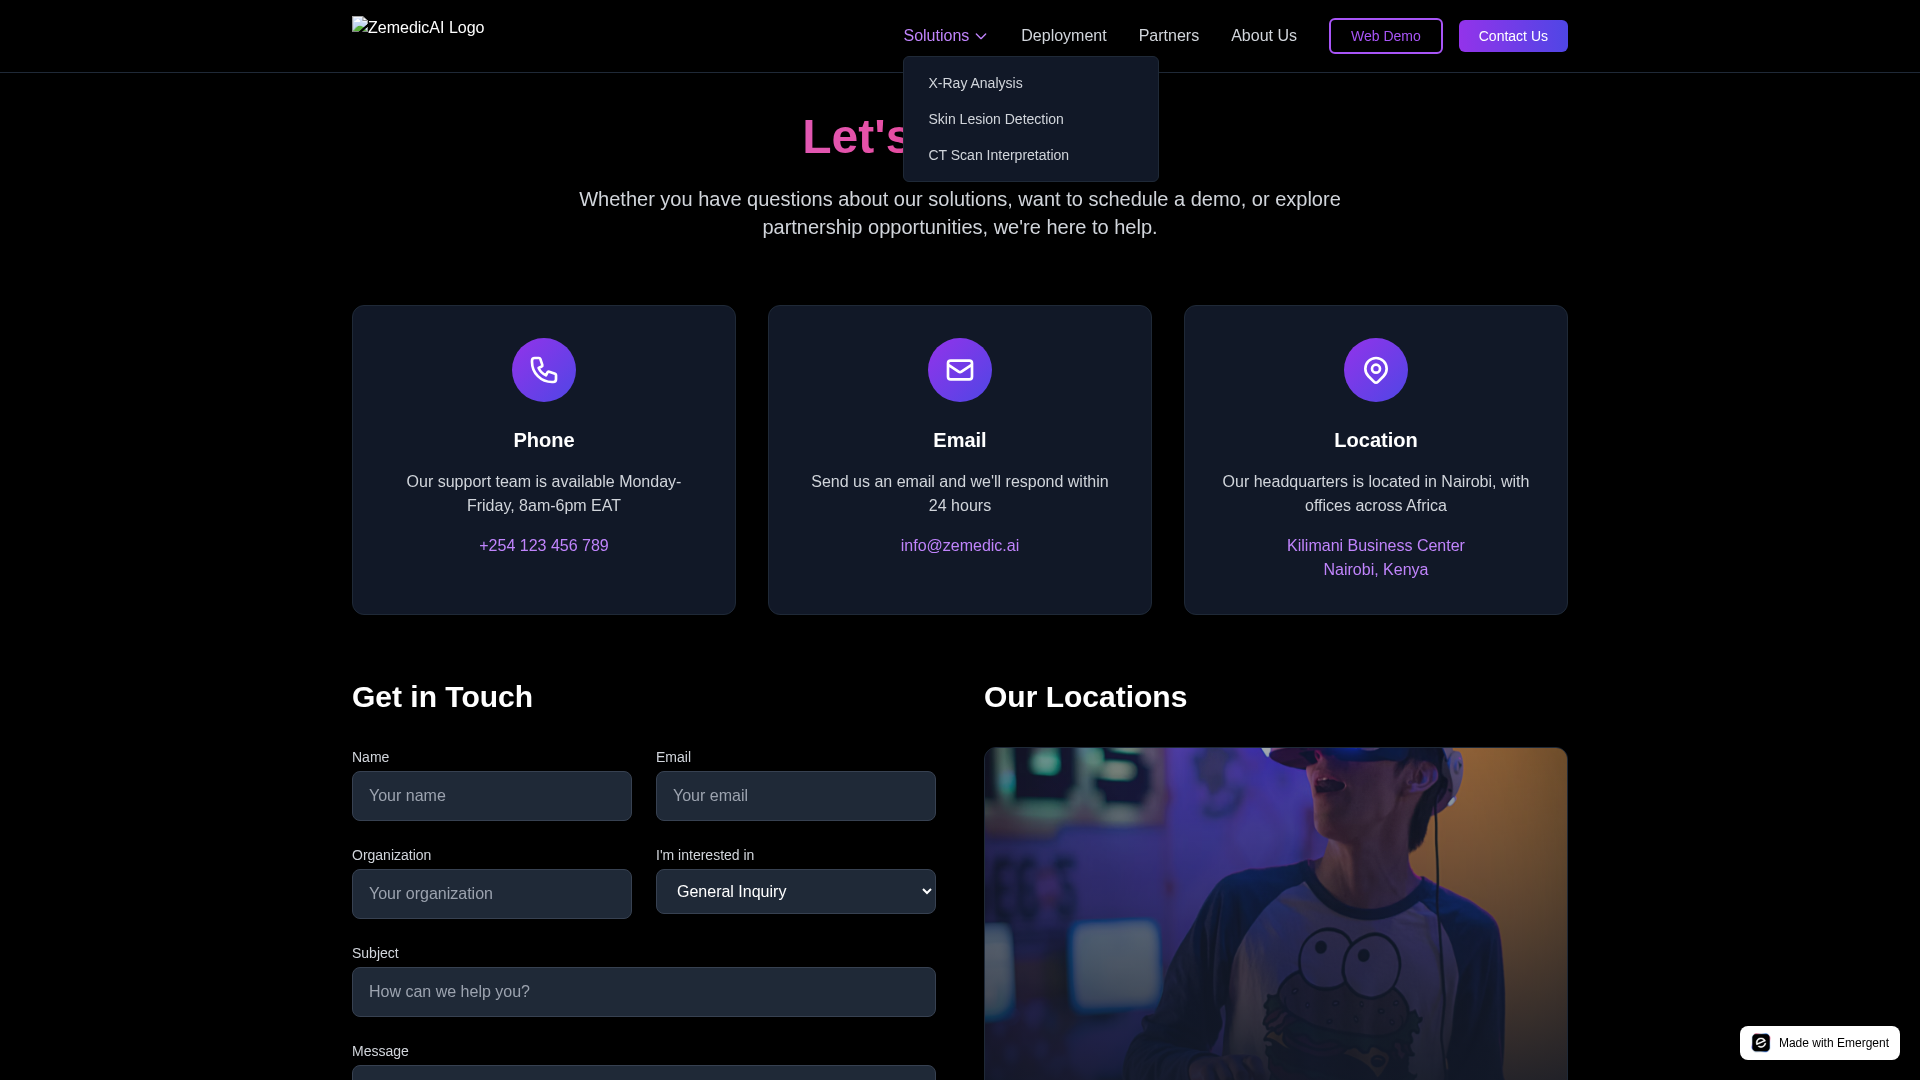 ZemedicAI Logo
Solutions
Deployment
Partners
About Us
Web Demo
Contact Us
X-Ray Analysis
Skin Lesion Detection
CT Scan Interpretation
Let's
Whether you have questions about our solutions, want to schedule a demo, or explore
partnership opportunities, we're here to help.
Phone
Our support team is available Monday-
Friday, 8am-6pm EAT
+254 123 456 789
Email
Send us an email and we'll respond within
24 hours
info@zemedic.ai
Location
Our headquarters is located in Nairobi, with
offices across Africa
Kilimani Business Center
Nairobi, Kenya
Get in Touch
Name
Your name
Email
Your email
Organization
Your organization
I'm interested in
General Inquiry
Subject
How can we help you?
Message
Our Locations
Made with Emergent